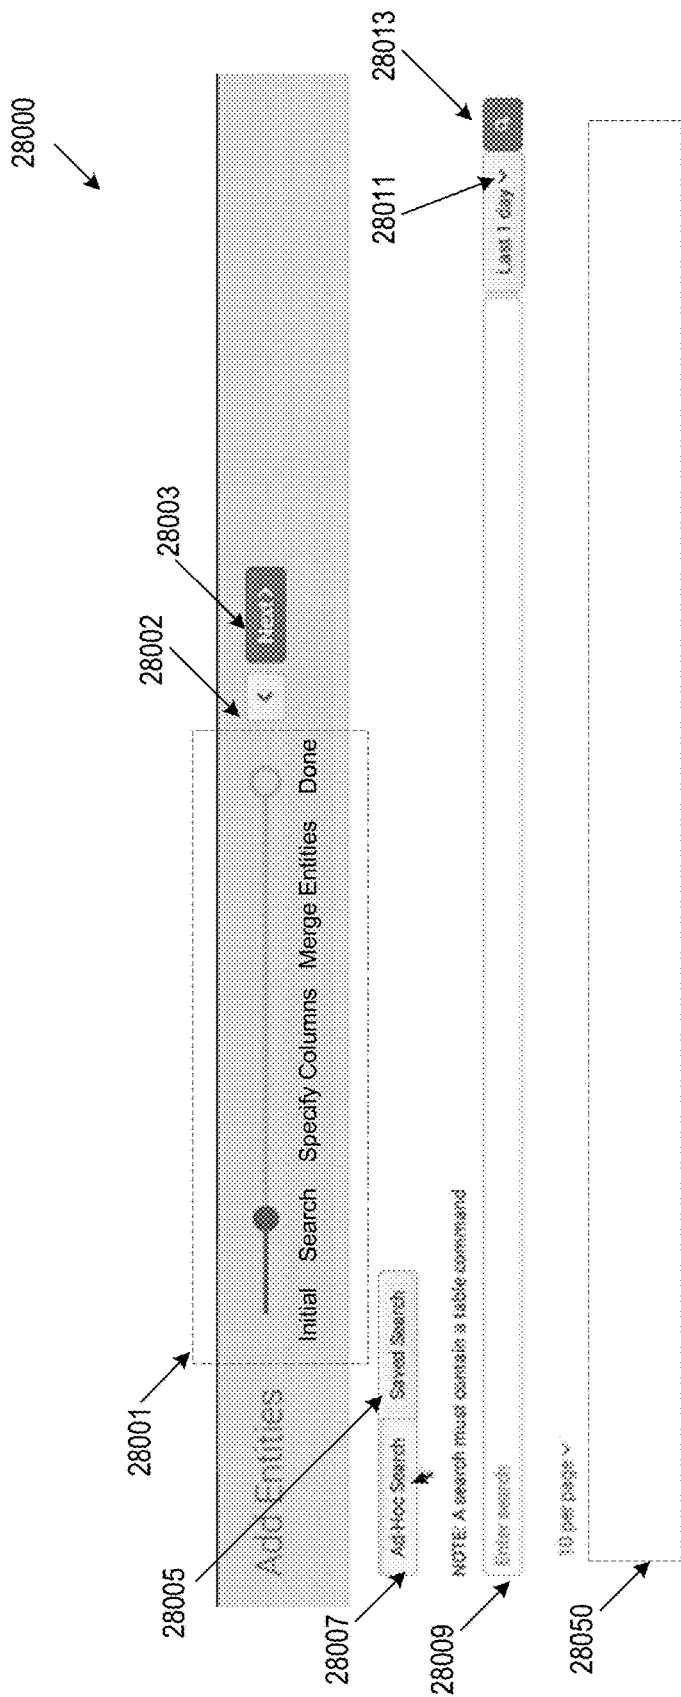 28000
28001
28002
28003
Add Entities
Next >
Initial Search Specify Columns Merge Entities Done
28005
28007
Ad Hoc Search Saved Search
NOTE: A search must contain a table command
28009
Enter search
Last 1 day
28011
28013
10 per page
28050